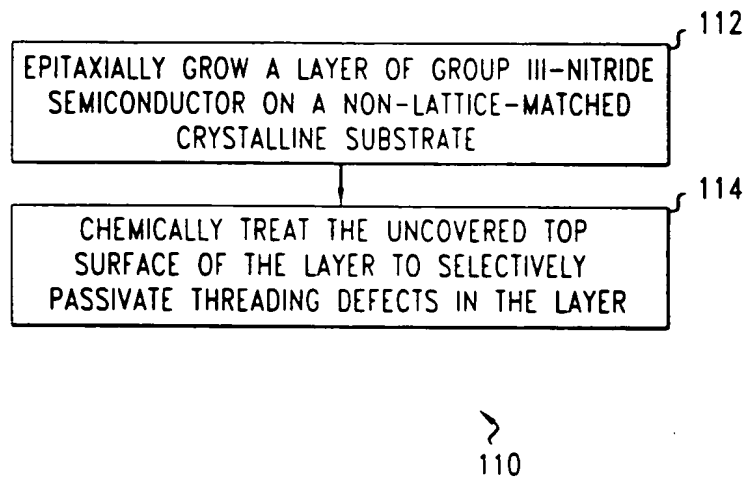 112
EPITAXIALLY GROW A LAYER OF GROUP III-NITRIDE
SEMICONDUCTOR ON A NON-LATTICE-MATCHED
CRYSTALLINE SUBSTRATE
114
CHEMICALLY TREAT THE UNCOVERED TOP
SURFACE OF THE LAYER TO SELECTIVELY
PASSIVATE THREADING DEFECTS IN THE LAYER
110